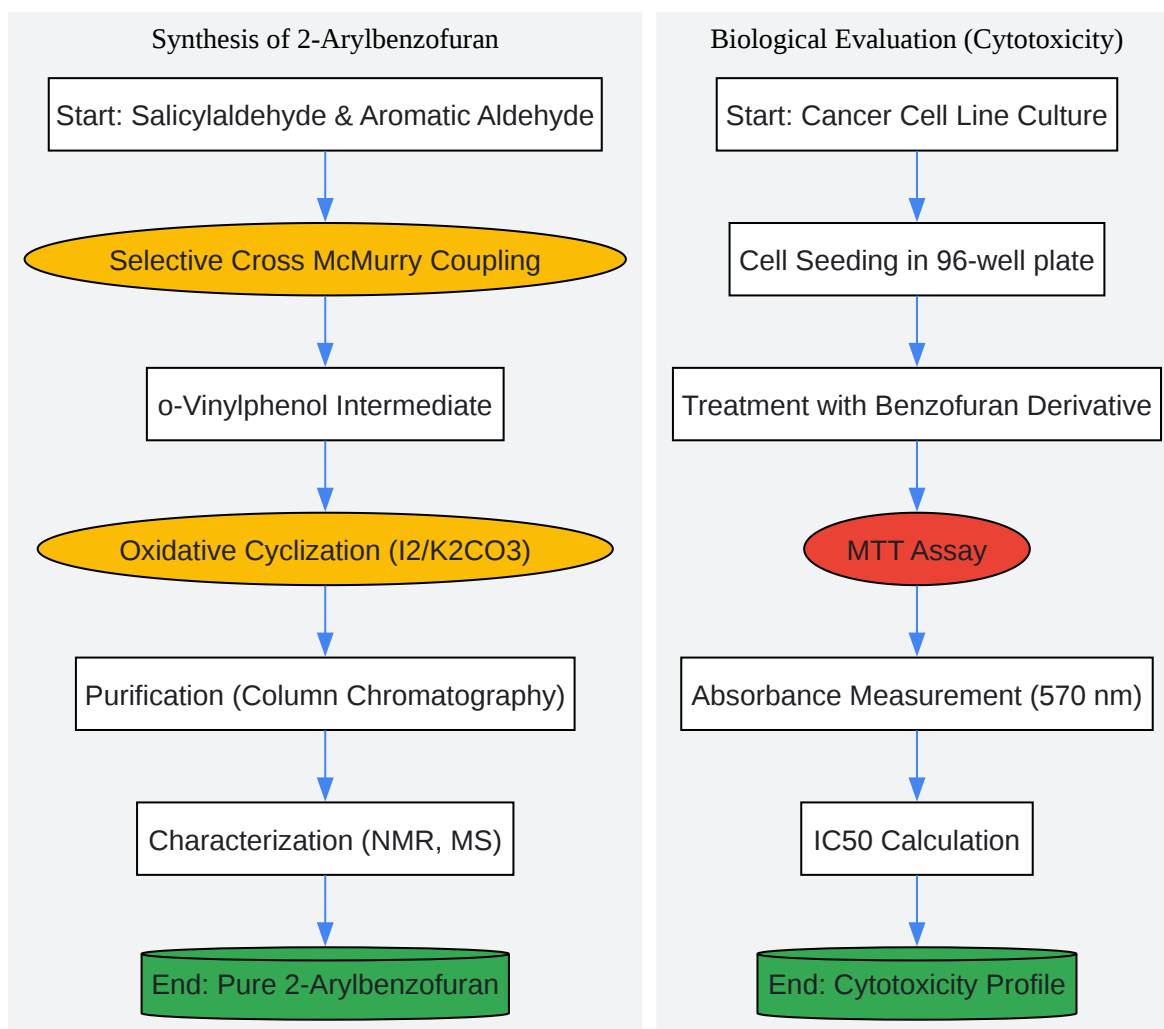 Synthesis of 2-Arylbenzofuran
Start: Salicylaldehyde & Aromatic Aldehyde
Selective Cross McMurry Coupling
o-Vinylphenol Intermediate
Oxidative Cyclization (I2/K2CO3)
Purification (Column Chromatography)
Characterization (NMR, MS)
End: Pure 2-Arylbenzofuran
Biological Evaluation (Cytotoxicity)
Start: Cancer Cell Line Culture
Cell Seeding in 96-well plate
Treatment with Benzofuran Derivative
MTT Assay
Absorbance Measurement (570 nm)
IC50 Calculation
End: Cytotoxicity Profile